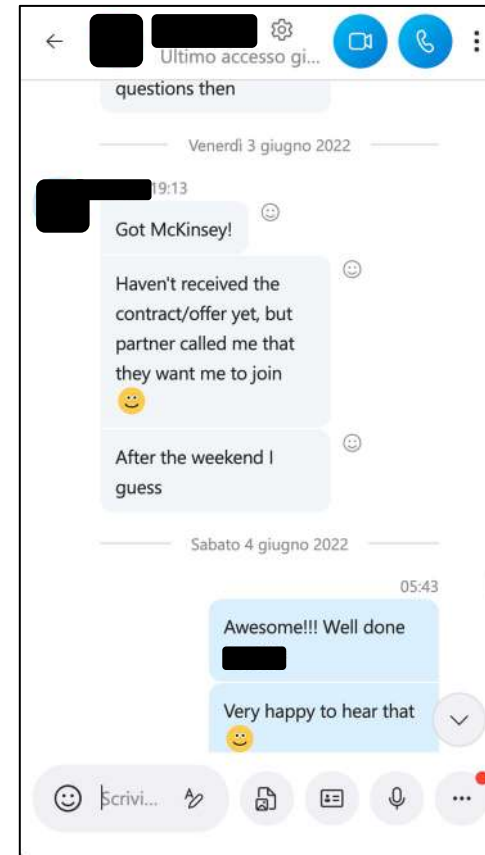 Ultimo accesso gi...
questions then
Venerdì 3 giugno 2022
19:13
Got McKinsey!
Haven't received the
contract/offer yet, but
partner called me that
they want me to join
After the weekend I
guess
Sabato 4 giugno 2022
05:43
Awesome!!! Well done
Very happy to hear that
Scrivi...